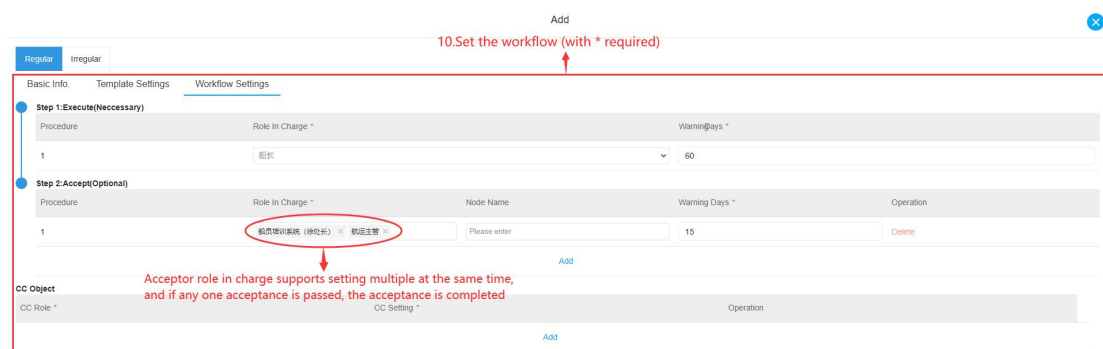 Add
10.Set the workflow (with * required)
Regular Irregular
Basic Info. Template Settings Workflow Settings
Step 1:Execute(Neccessary)
Procedure Role In Charge * Warning Days *
1 船长 60
Step 2:Accept(Optional)
Procedure Role In Charge * Node Name Warning Days * Operation
1 船员培训系统（徐处长） × 航运主管 × Please enter 15 Delete
Add
Acceptor role in charge supports setting multiple at the same time,
and if any one acceptance is passed, the acceptance is completed
CC Object
CC Role * CC Setting * Operation
Add